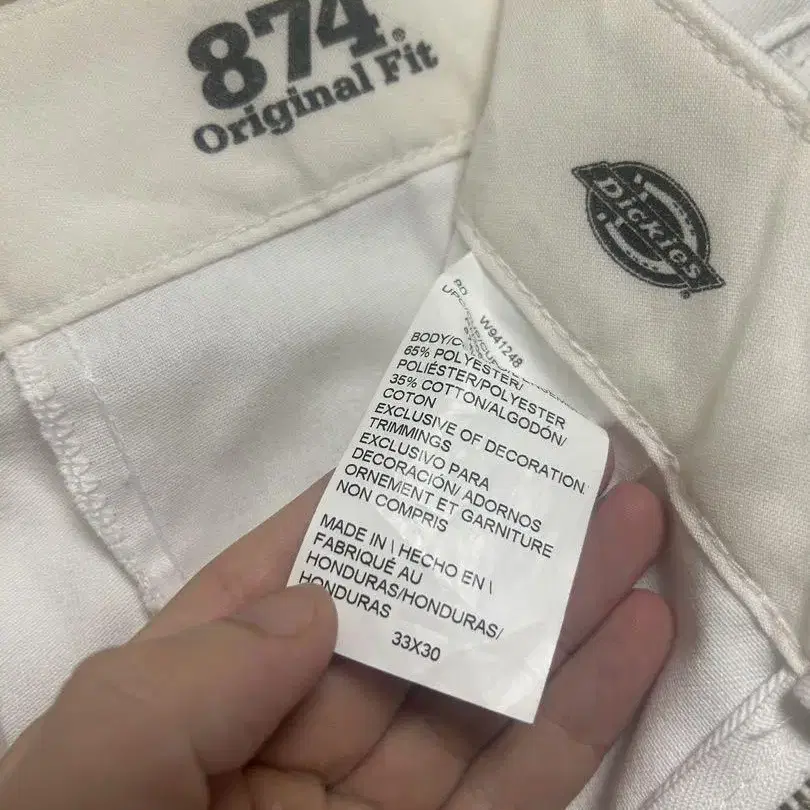 874®
Original Fit
Dickies®
W941248
65% POLYESTER/
POLIÉSTER/POLYESTER
35% COTTON/ALGODÓN/
COTON
EXCLUSIVE OF DECORATION.
TRIMMINGS
EXCLUSIVO PARA
DECORACIÓN/ ADORNOS
ORNEMENT ET GARNITURE
NON COMPRIS
MADE IN \ HECHO EN \
FABRIQUÉ AU
HONDURAS/HONDURAS/
HONDURAS
33X30